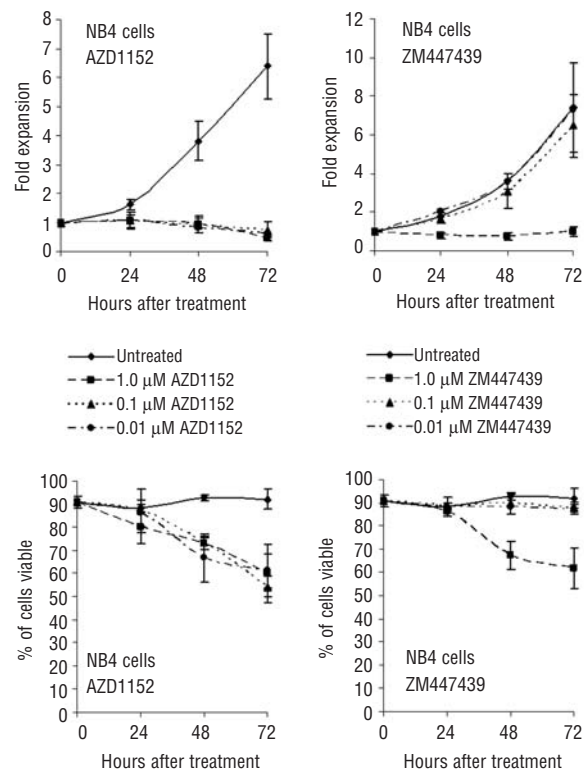 NB4 cells
AZD1152
Fold expansion
8
7
6
5
4
3
2
1
0
0 24 48 72
Hours after treatment
NB4 cells
ZM447439
Fold expansion
12
10
8
6
4
2
0
0 24 48 72
Hours after treatment
Untreated
1.0 µM AZD1152
0.1 µM AZD1152
0.01 µM AZD1152
Untreated
1.0 µM ZM447439
0.1 µM ZM447439
0.01 µM ZM447439
% of cells viable
100
90
80
70
60
50
40
30
20
10
0
NB4 cells
AZD1152
0 24 48 72
Hours after treatment
% of cells viable
100
90
80
70
60
50
40
30
20
10
0
NB4 cells
ZM447439
0 24 48 72
Hours after treatment